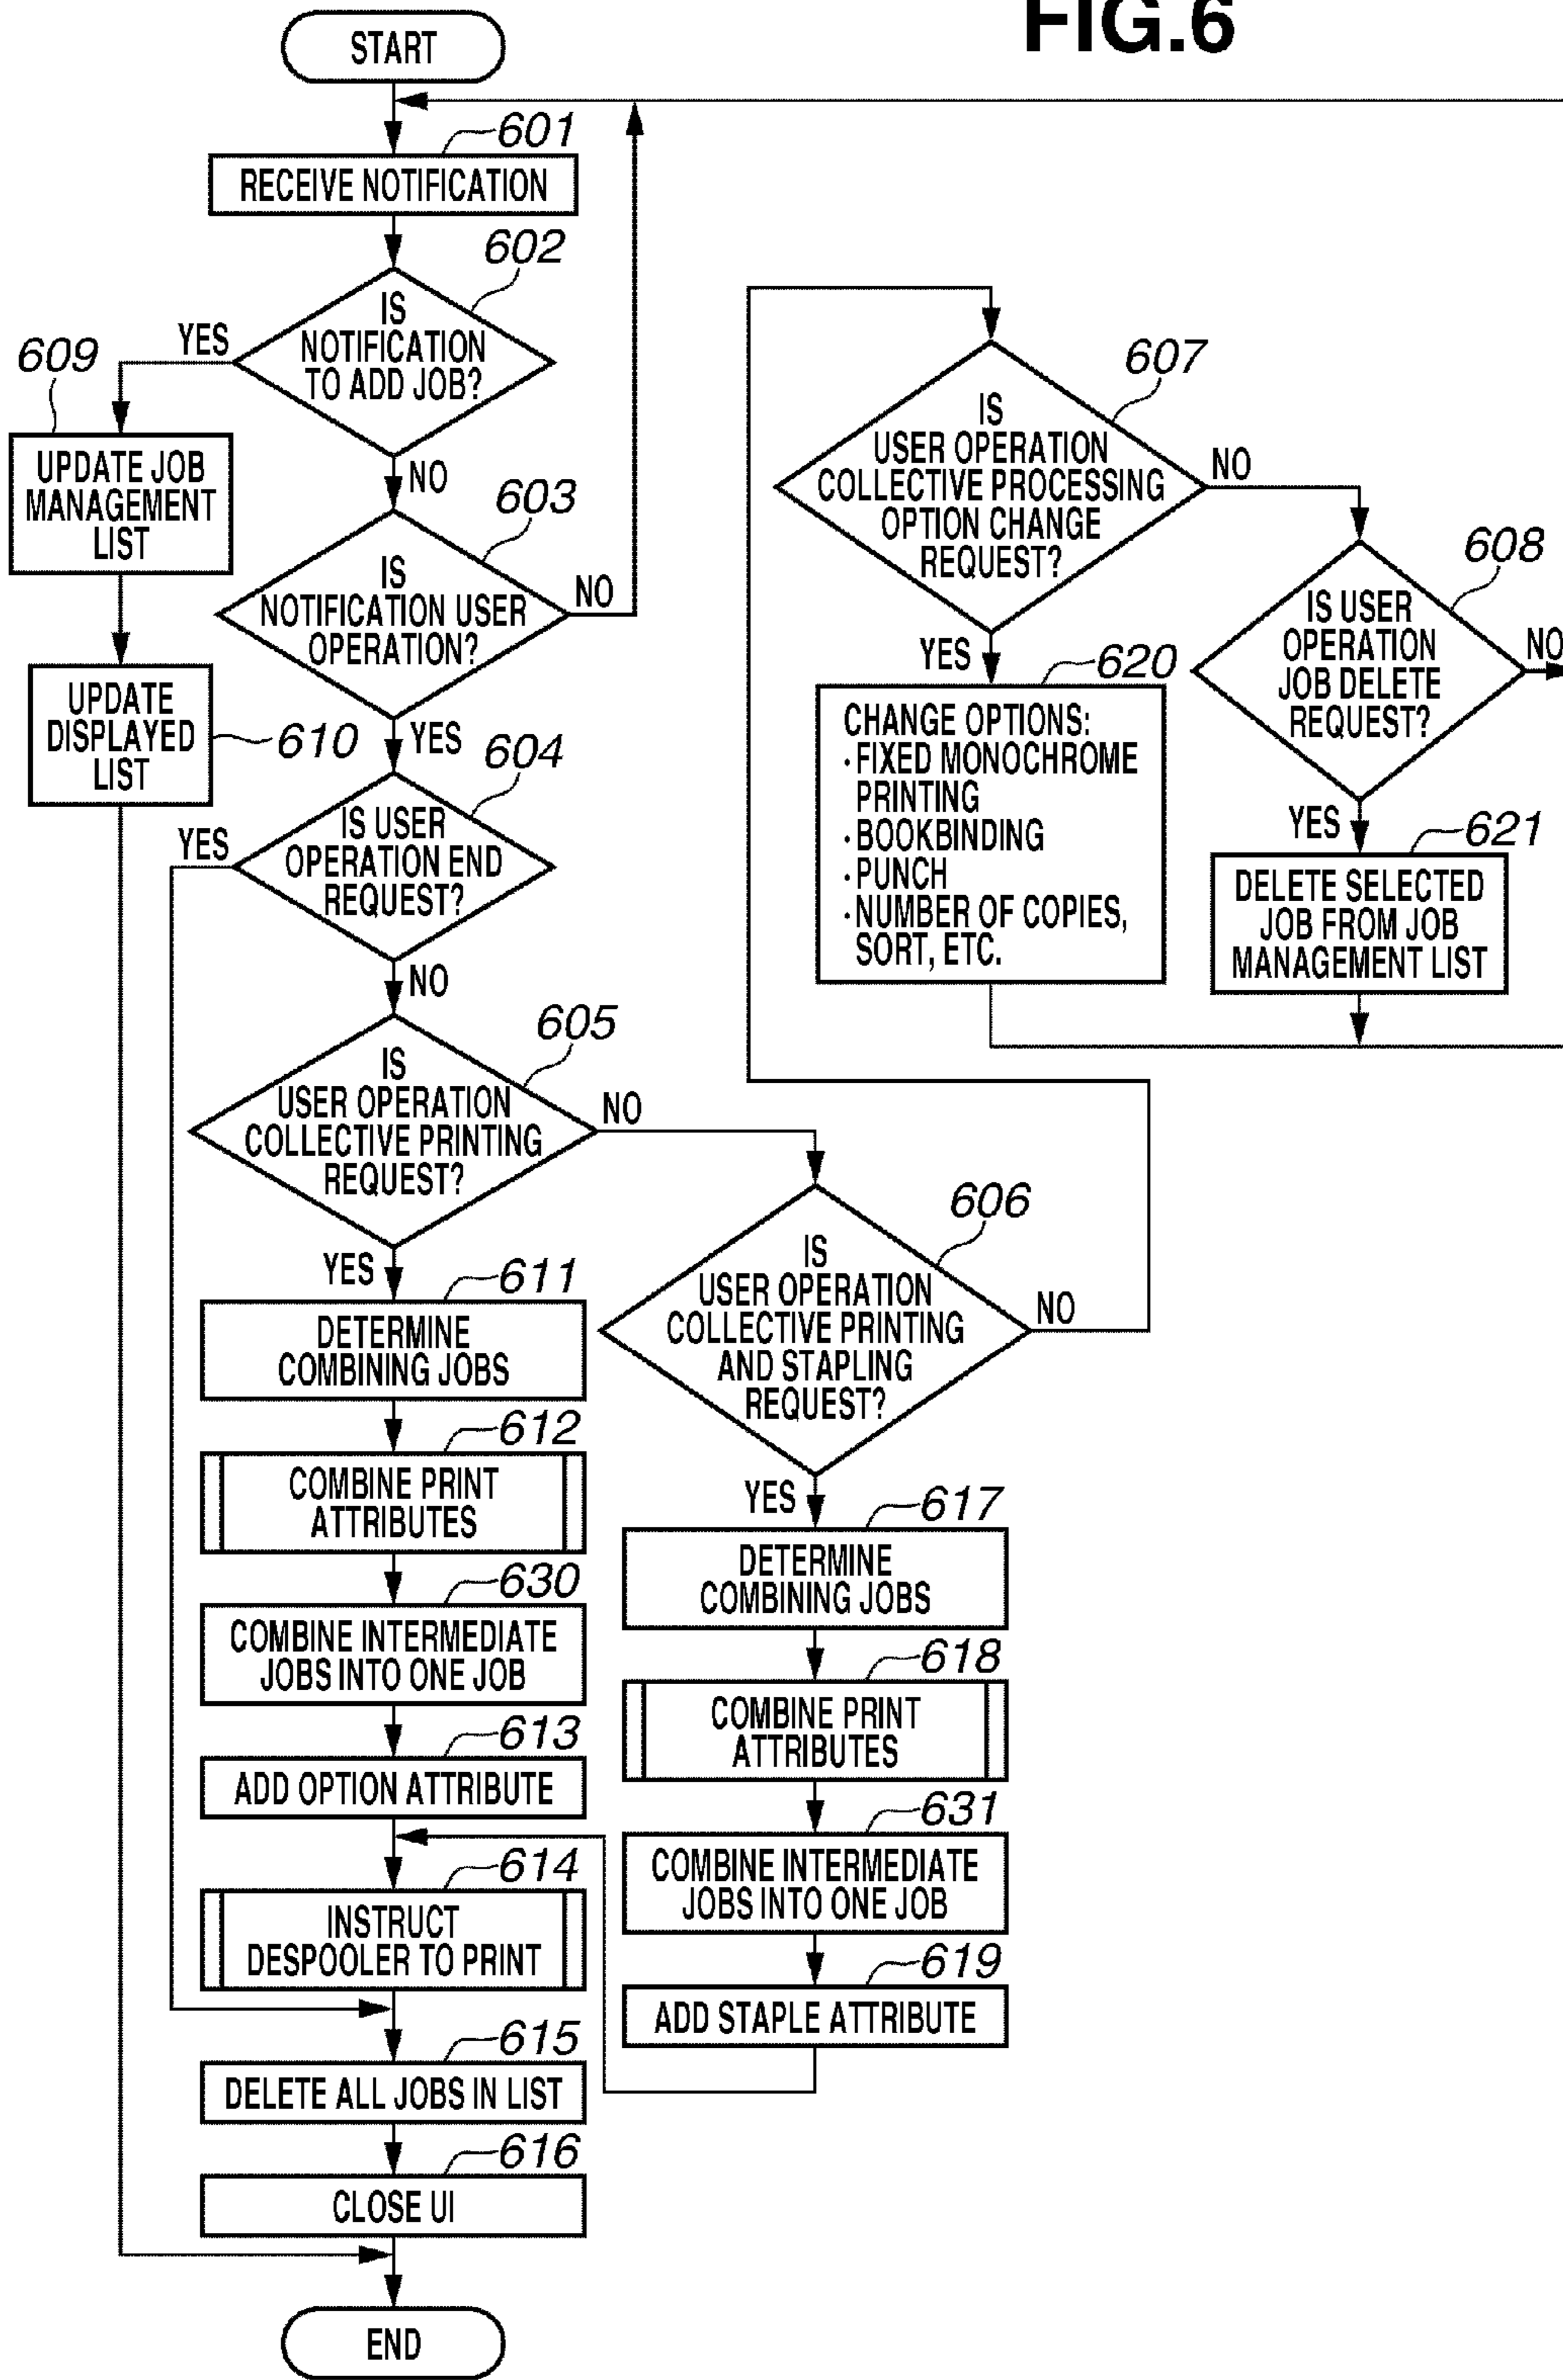 FIG.6
START
601
RECEIVE NOTIFICATION
602
IS
NOTIFICATION
TO ADD JOB?
YES
NO
609
UPDATE JOB
MANAGEMENT
LIST
603
IS
NOTIFICATION USER
OPERATION?
NO
YES
UPDATE
DISPLAYED
LIST
610
604
IS USER
OPERATION END
REQUEST?
YES
NO
605
IS
USER OPERATION
COLLECTIVE PRINTING
REQUEST?
NO
YES
611
DETERMINE
COMBINING JOBS
612
COMBINE PRINT
ATTRIBUTES
630
COMBINE INTERMEDIATE
JOBS INTO ONE JOB
613
ADD OPTION ATTRIBUTE
614
INSTRUCT
DESPOOLER TO PRINT
615
DELETE ALL JOBS IN LIST
616
CLOSE UI
END
606
IS
USER OPERATION
COLLECTIVE PRINTING
AND STAPLING
REQUEST?
NO
YES
617
DETERMINE
COMBINING JOBS
618
COMBINE PRINT
ATTRIBUTES
631
COMBINE INTERMEDIATE
JOBS INTO ONE JOB
619
ADD STAPLE ATTRIBUTE
607
IS
USER OPERATION
COLLECTIVE PROCESSING
OPTION CHANGE
REQUEST?
NO
YES
620
CHANGE OPTIONS:
·FIXED MONOCHROME
PRINTING
·BOOKBINDING
·PUNCH
·NUMBER OF COPIES,
SORT, ETC.
608
IS USER
OPERATION
JOB DELETE
REQUEST?
NO
YES
621
DELETE SELECTED
JOB FROM JOB
MANAGEMENT LIST